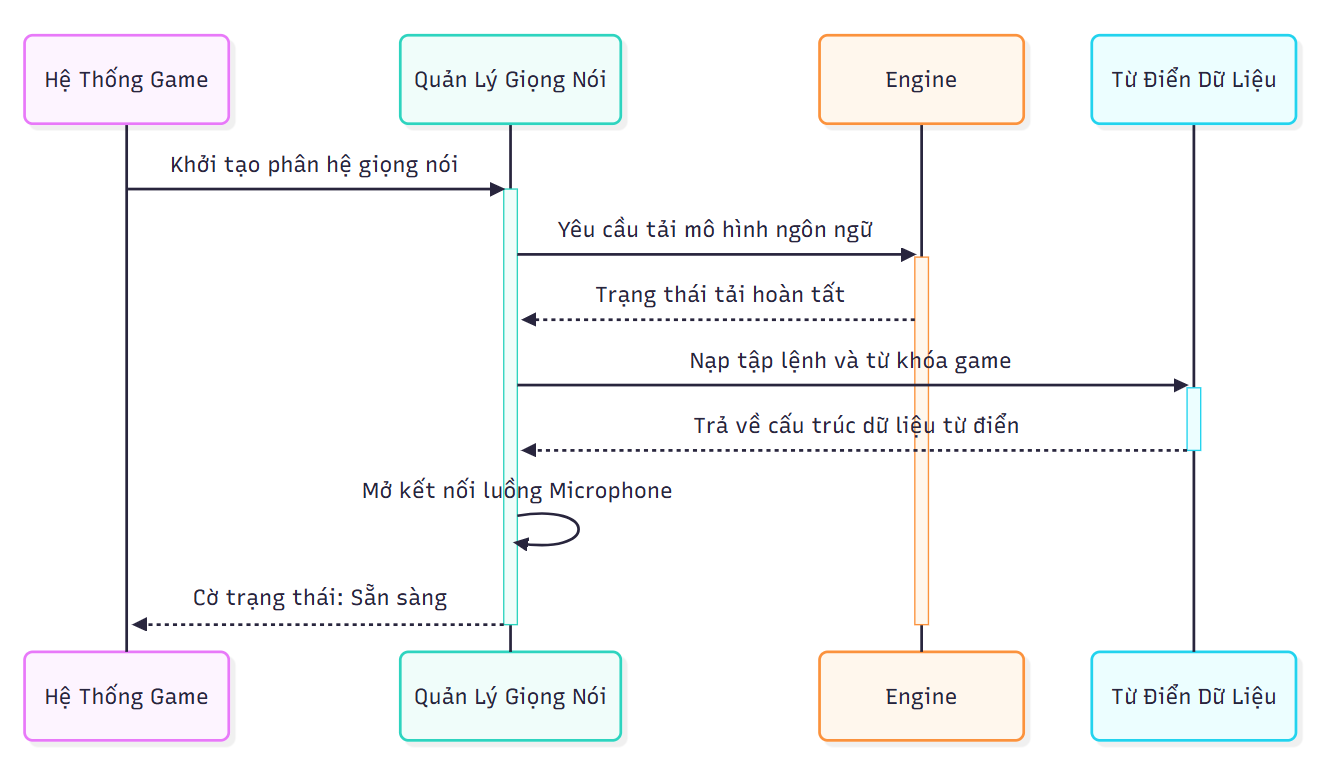 Hệ Thống Game
Quản Lý Giọng Nói
Engine
Từ Điển Dữ Liệu
Khởi tạo phân hệ giọng nói
Yêu cầu tải mô hình ngôn ngữ
Trạng thái tải hoàn tất
Nạp tập lệnh và từ khóa game
Trả về cấu trúc dữ liệu từ điển
Mở kết nối luồng Microphone
Cờ trạng thái: Sẵn sàng
Hệ Thống Game
Quản Lý Giọng Nói
Engine
Từ Điển Dữ Liệu